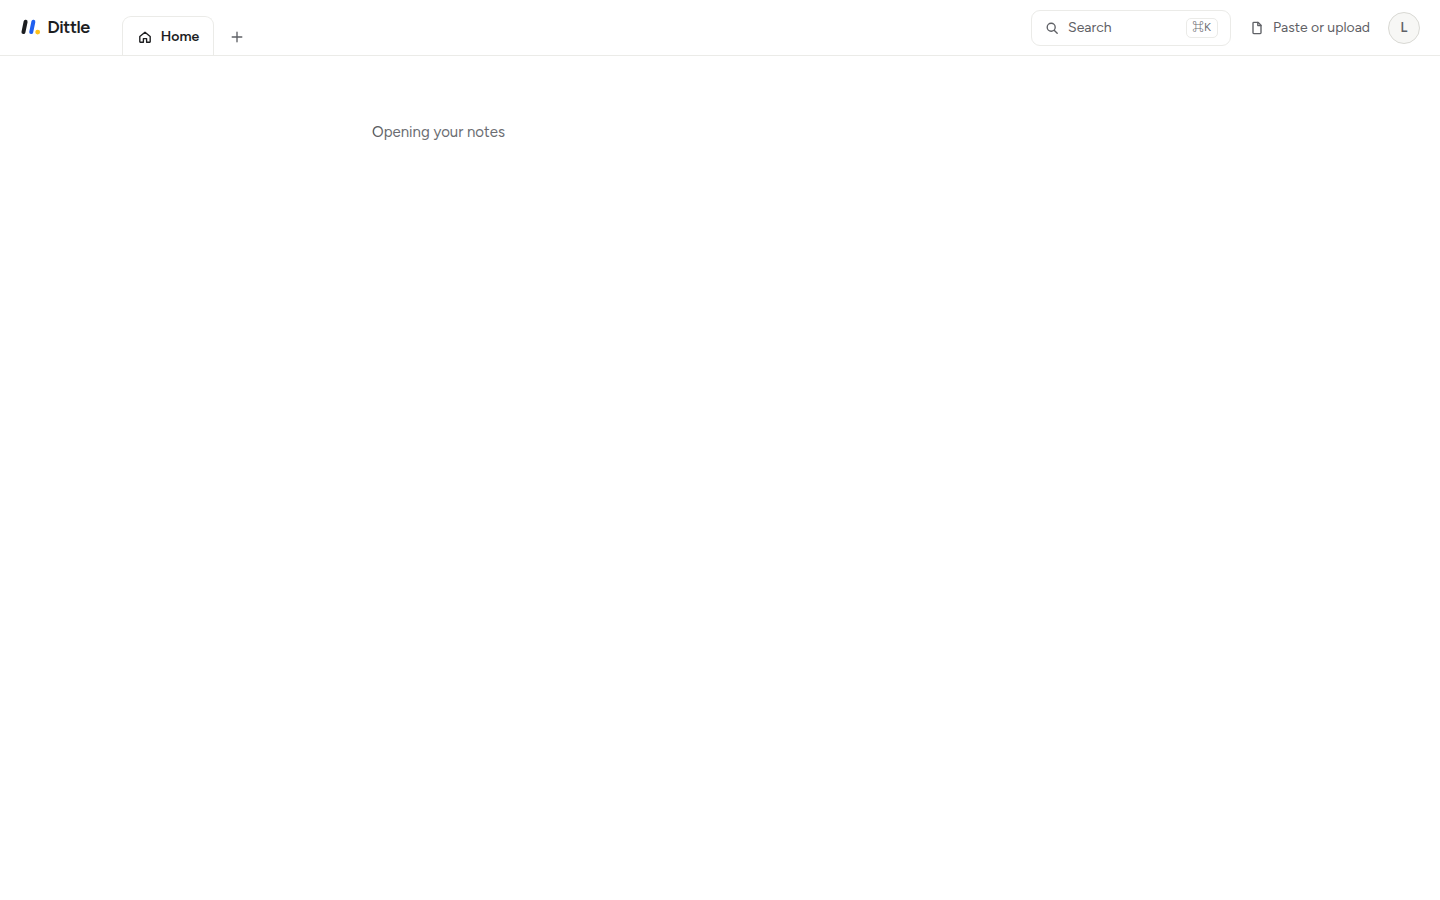 Dittle
Home
Search
⌘K
Paste or upload
L
Opening your notes